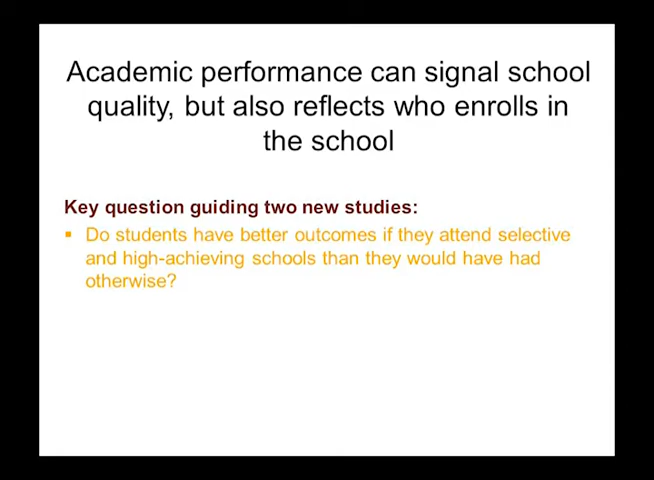 Academic performance can signal school
quality, but also reflects who enrolls in
the school
Key question guiding two new studies:
▪ Do students have better outcomes if they attend selective
and high-achieving schools than they would have had
otherwise?